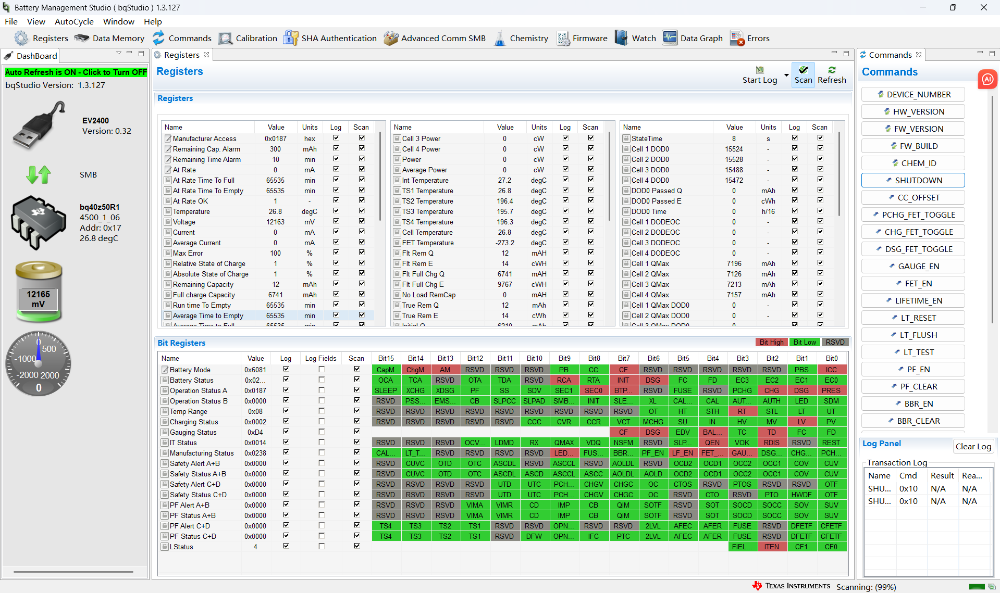 Battery Management Studio ( bqStudio ) 1.3.127
File View AutoCycle Window Help
Registers Data Memory Commands Calibration SHA Authentication Advanced Comm SMB Chemistry Firmware Watch Data Graph Errors
DashBoard
Auto Refresh is ON - Click to Turn OFF
bqStudio Version: 1.3.127
EV2400
Version: 0.32
SMB
bq40z50R1
4500_1_06
Addr: 0x17
26.8 degC
12165
mV
0
500
-1000
-2000 2000
0
Registers
Registers
Start Log Scan Refresh
Registers
Name Value Units Log Scan
Manufacturer Access 0x0187 hex
Remaining Cap. Alarm 300 mAh
Remaining Time Alarm 10 min
At Rate 0 mA
At Rate Time To Full 65535 min
At Rate Time To Empty 65535 min
At Rate OK 1 -
Temperature 26.8 degC
Voltage 12163 mV
Current 0 mA
Average Current 0 mA
Max Error 100 %
Relative State of Charge 1 %
Absolute State of Charge 1 %
Remaining Capacity 12 mAh
Full charge Capacity 6741 mAh
Run time To Empty 65535 min
Average Time to Empty 65535 min
Average Time to Full 65535 min
Name Value Units Log Scan
Cell 3 Power 0 cW
Cell 4 Power 0 cW
Power 0 cW
Average Power 0 cW
Int Temperature 27.2 degC
TS1 Temperature 26.8 degC
TS2 Temperature 196.4 degC
TS3 Temperature 195.7 degC
TS4 Temperature 196.3 degC
Cell Temperature 26.8 degC
FET Temperature -273.2 degC
Flt Rem Q 12 mAH
Flt Rem E 14 cWH
Flt Full Chg Q 6741 mAH
Flt Full Chg E 9767 cWH
No Load RemCap 0 mAH
True Rem Q 12 mAh
True Rem E 14 cWh
Initial Q 6210 mAh
Name Value Units Log Scan
StateTime 8 s
Cell 1 DOD0 15524 -
Cell 2 DOD0 15528 -
Cell 3 DOD0 15488 -
Cell 4 DOD0 15472 -
DOD0 Passed Q 0 mAh
DOD0 Passed E 0 cWh
DOD0 Time 0 h/16
Cell 1 DODEOC 0 -
Cell 2 DODEOC 0 -
Cell 3 DODEOC 0 -
Cell 4 DODEOC 0 -
Cell 1 QMax 7196 mAh
Cell 2 QMax 7126 mAh
Cell 3 QMax 7213 mAh
Cell 4 QMax 7157 mAh
Cell 1 QMax DOD0 0 -
Cell 2 QMax DOD0 0 -
Cell 3 QMax DOD0 0 -
Bit Registers Bit High Bit Low RSVD
Name Value Log Log Fields Scan Bit15 Bit14 Bit13 Bit12 Bit11 Bit10 Bit9 Bit8 Bit7 Bit6 Bit5 Bit4 Bit3 Bit2 Bit1 Bit0
Battery Mode 0x6081 CapM ChgM AM RSVD RSVD RSVD PB CC CF RSVD RSVD RSVD RSVD RSVD PBS ICC
Battery Status 0x02... OCA TCA RSVD OTA TDA RSVD RCA RTA INIT DSG FC FD EC3 EC2 EC1 EC0
Operation Status A 0x0187 SLEEP XCHG XDSG PF SS SDV SEC1 SEC0 BTP... RSVD FUSE RSVD PCHG CHG DSG PRES
Operation Status B 0x0000 RSVD PSS... EMS... CB SLPCC SLPAD SMB... INIT SLE... XL CAL... CAL AUT... AUTH LED SDM
Temp Range 0x08 RSVD RSVD RSVD RSVD RSVD RSVD RSVD RSVD RSVD OT HT STH RT STL LT UT
Charging Status 0x0002 RSVD RSVD RSVD RSVD RSVD CCC CVR CCR VCT MCHG SU IN HV MV LV PV
Gauging Status 0xD4 CF DSG EDV BAL... TC TD FC FD
IT Status 0x0014 RSVD RSVD RSVD OCV... LDMD RX QMAX VDQ NSFM RSVD SLP... QEN VOK RDIS RSVD REST
Manufacturing Status 0x0238 CAL... LT_T... RSVD RSVD RSVD RSVD LED... FUS... BBR... PF_EN LF_EN FET_... GAU... DSG... CHG... PCH...
Safety Alert A+B 0x0000 RSVD CUVC OTD OTC ASCDL RSVD ASCCL RSVD AOLDL RSVD OCD2 OCD1 OCC2 OCC1 COV CUV
Safety Status A+B 0x0000 RSVD CUVC OTD OTC ASCDL ASCD ASCCL ASCC AOLDL AOLD OCD2 OCD1 OCC2 OCC1 COV CUV
Safety Alert C+D 0x0000 RSVD RSVD RSVD RSVD UTD UTC PCH... CHGV CHGC OC CTOS RSVD PTOS RSVD RSVD OTF
Safety Status C+D 0x0000 RSVD RSVD RSVD RSVD UTD UTC PCH... CHGV CHGC OC RSVD CTO RSVD PTO HWDF OTF
PF Alert A+B 0x0000 RSVD RSVD RSVD VIMA VIMR CD IMP CB QIM SOTF RSVD SOT SOCD SOCC SOV SUV
PF Status A+B 0x0000 RSVD RSVD RSVD VIMA VIMR CD IMP CB QIM SOTF RSVD SOT SOCD SOCC SOV SUV
PF Alert C+D 0x0000 TS4 TS3 TS2 TS1 RSVD RSVD OPN... RSVD RSVD 2LVL AFEC AFER FUSE RSVD DFETF CFETF
PF Status C+D 0x0000 TS4 TS3 TS2 TS1 RSVD DFW OPN... IFC PTC 2LVL AFEC AFER FUSE RSVD DFETF CFETF
LStatus 4 FIEL... ITEN CF1 CF0
Commands
Commands
AI
DEVICE_NUMBER
HW_VERSION
FW_VERSION
FW_BUILD
CHEM_ID
SHUTDOWN
CC_OFFSET
PCHG_FET_TOGGLE
CHG_FET_TOGGLE
DSG_FET_TOGGLE
GAUGE_EN
FET_EN
LIFETIME_EN
LT_RESET
LT_FLUSH
LT_TEST
PF_EN
PF_CLEAR
BBR_EN
BBR_CLEAR
Log Panel Clear Log
Transaction Log
Name Cmd Result Rea...
SHU... 0x10 N/A N/A
SHU... 0x10 N/A N/A
TEXAS INSTRUMENTS Scanning: (99%)